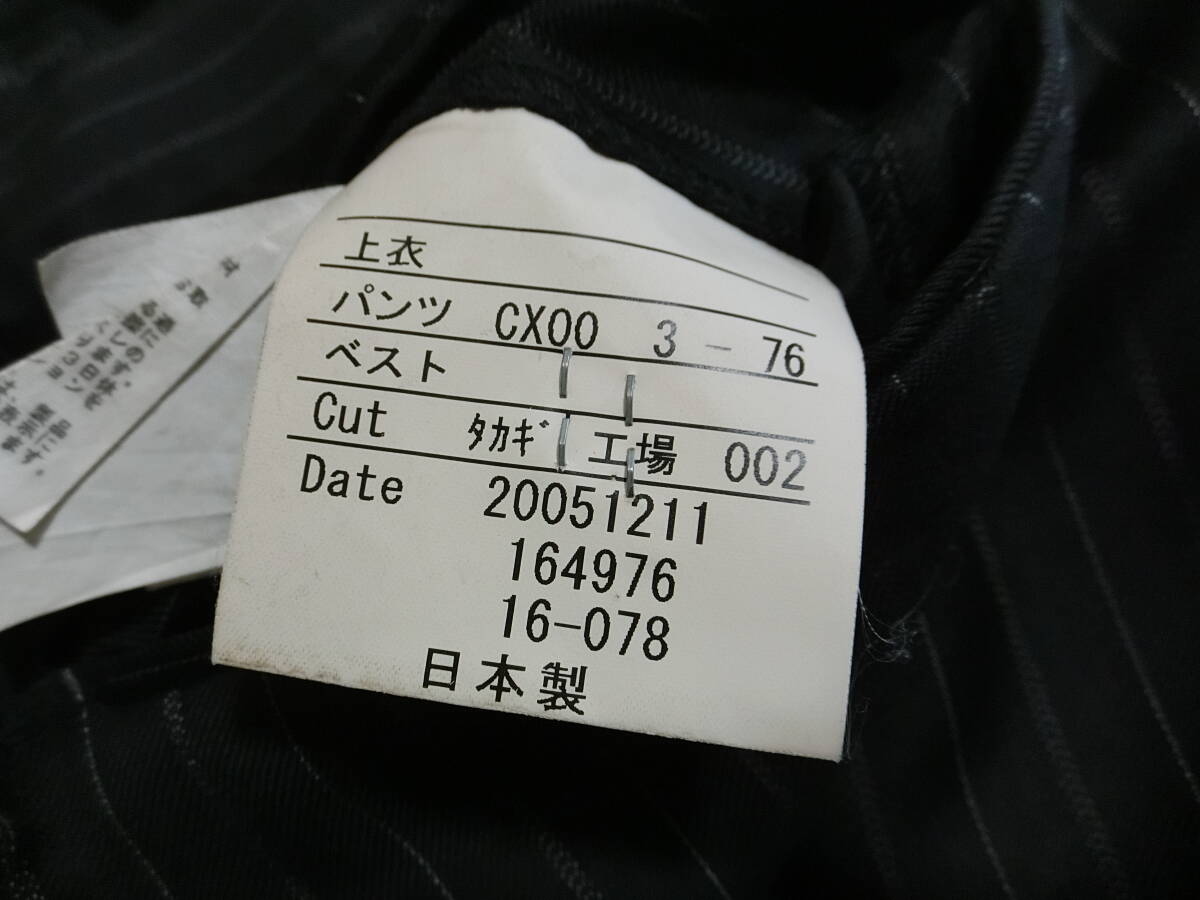 上衣
パンツ CX00 3 - 76
ベスト
Cut ﾀｶｷﾞ 工場 002
Date 20051211
164976
16-078
日本製